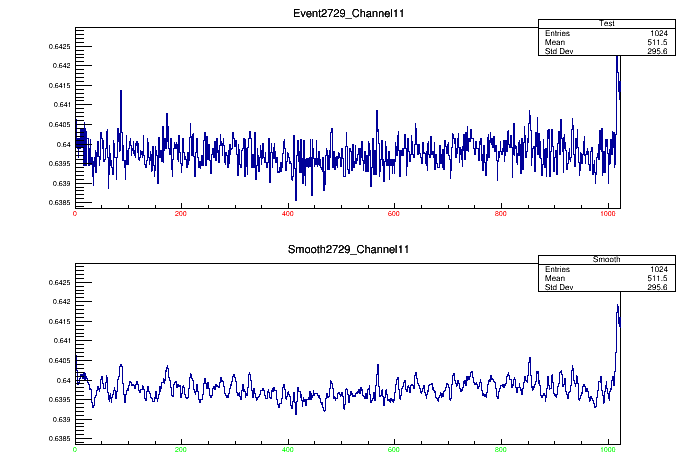 Event2729_Channel11
Test
Entries 1024
Mean 511.5
Std Dev 295.6
0.6425
0.642
0.6415
0.641
0.6405
0.64
0.6395
0.639
0.6385
0 200 400 600 800 1000
Smooth2729_Channel11
Smooth
Entries 1024
Mean 511.5
Std Dev 295.6
0.6425
0.642
0.6415
0.641
0.6405
0.64
0.6395
0.639
0.6385
0 200 400 600 800 1000